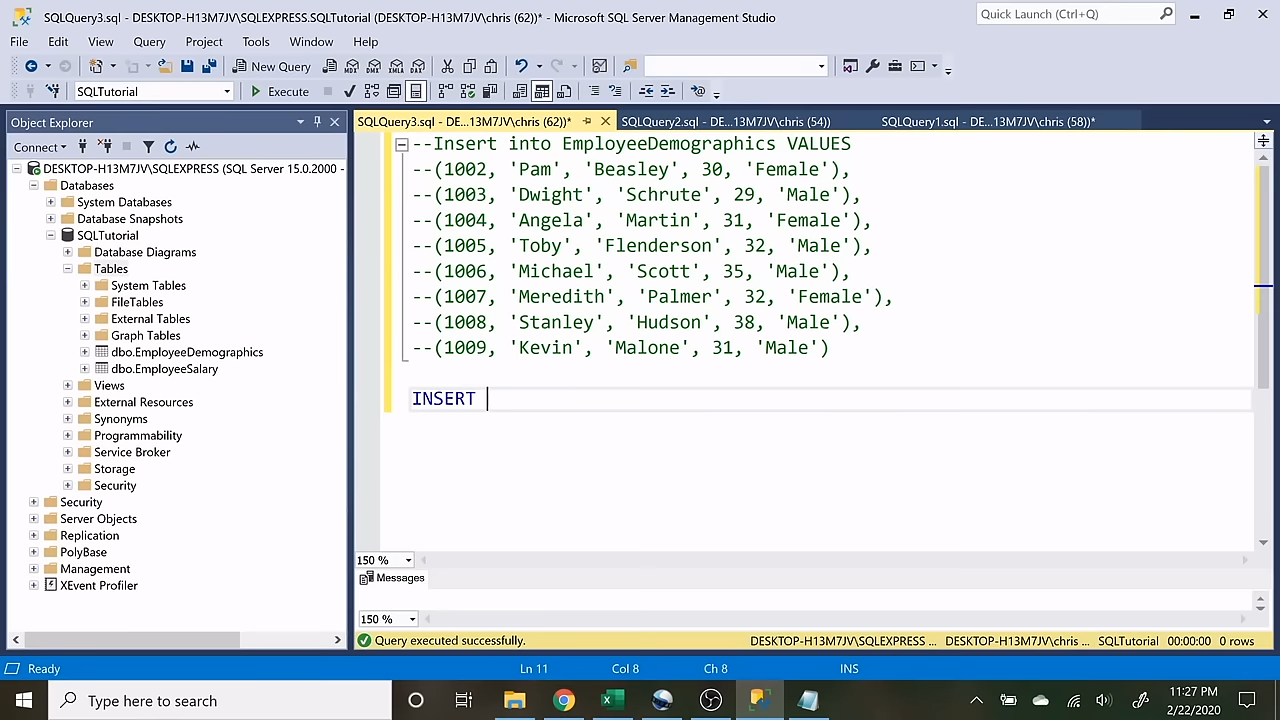 SQLQuery3.sql - DESKTOP-H13M7JV\SQLEXPRESS.SQLTutorial (DESKTOP-H13M7JV\chris (62))* - Microsoft SQL Server Management Studio
Quick Launch (Ctrl+Q)
File Edit View Query Project Tools Window Help
New Query
MDX DMX XMLA DAX
SQLTutorial
Execute
Object Explorer
SQLQuery3.sql - DE...13M7JV\chris (62))*
SQLQuery2.sql - DE...13M7JV\chris (54))
SQLQuery1.sql - DE...13M7JV\chris (58))*
Connect
DESKTOP-H13M7JV\SQLEXPRESS (SQL Server 15.0.2000 -
Databases
System Databases
Database Snapshots
SQLTutorial
Database Diagrams
Tables
System Tables
FileTables
External Tables
Graph Tables
dbo.EmployeeDemographics
dbo.EmployeeSalary
Views
External Resources
Synonyms
Programmability
Service Broker
Storage
Security
Security
Server Objects
Replication
PolyBase
Management
XEvent Profiler
--Insert into EmployeeDemographics VALUES
--(1002, 'Pam', 'Beasley', 30, 'Female'),
--(1003, 'Dwight', 'Schrute', 29, 'Male'),
--(1004, 'Angela', 'Martin', 31, 'Female'),
--(1005, 'Toby', 'Flenderson', 32, 'Male'),
--(1006, 'Michael', 'Scott', 35, 'Male'),
--(1007, 'Meredith', 'Palmer', 32, 'Female'),
--(1008, 'Stanley', 'Hudson', 38, 'Male'),
--(1009, 'Kevin', 'Malone', 31, 'Male')
INSERT
150 %
Messages
150 %
Query executed successfully.
DESKTOP-H13M7JV\SQLEXPRESS ...
DESKTOP-H13M7JV\chris ...
SQLTutorial
00:00:00
0 rows
Ready
Ln 11
Col 8
Ch 8
INS
Type here to search
11:27 PM
2/22/2020